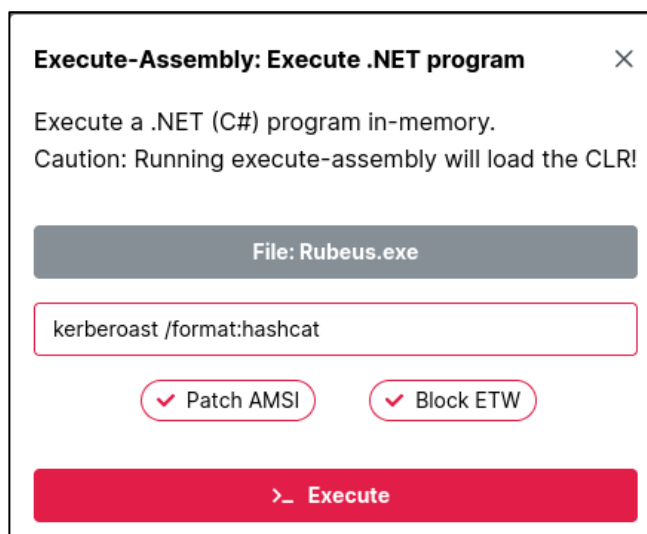 Execute-Assembly: Execute .NET program
Execute a .NET (C#) program in-memory.
Caution: Running execute-assembly will load the CLR!
File: Rubeus.exe
kerberoast /format:hashcat
Patch AMSI
Block ETW
>_ Execute